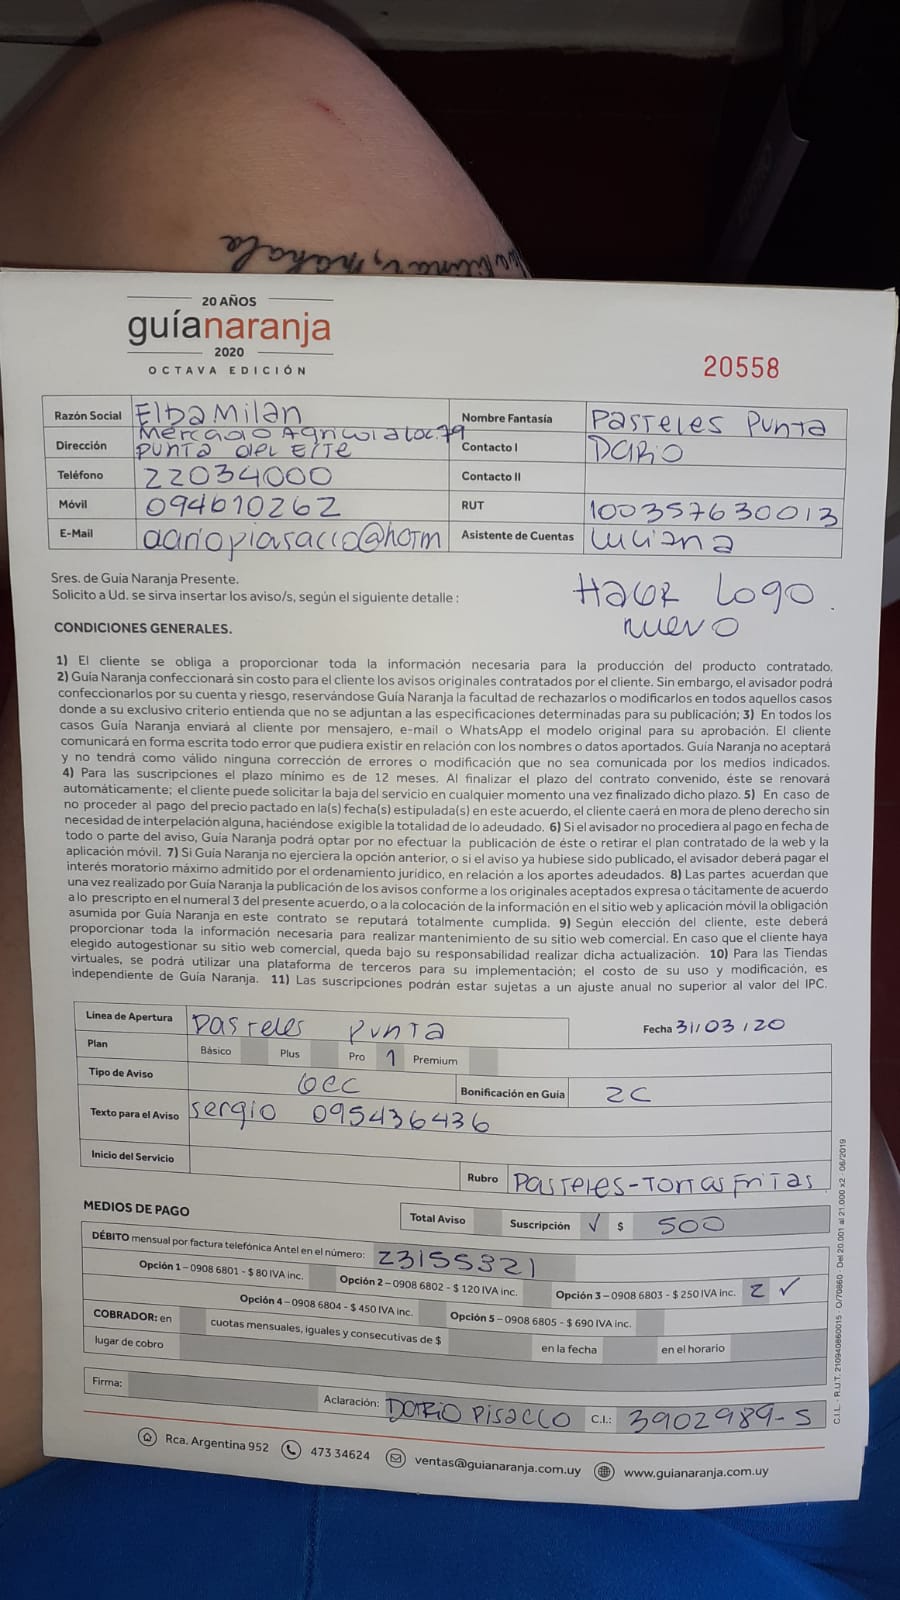 20 AÑOS
guíanaranja
2020
OCTAVA EDICIÓN
20558
Razón Social Elba Milan
Nombre Fantasía Pasteles Punta
Dirección Mercado Agricola Loc. 79
Punta del Este
Contacto I Dario
Teléfono 22034000
Contacto II
Móvil 094610262
RUT 100357630013
E-Mail @hotm
Asistente de Cuentas Luciana
Sres. de Guía Naranja Presente.
Solicito a Ud. se sirva insertar los aviso/s, según el siguiente detalle:
Hacer Logo
nuevo
CONDICIONES GENERALES.
1) El cliente se obliga a proporcionar toda la información necesaria para la producción del producto contratado.
2) Guía Naranja confeccionará sin costo para el cliente los avisos originales contratados por el cliente. Sin embargo, el avisador podrá
confeccionarlos por su cuenta y riesgo, reservándose Guía Naranja la facultad de rechazarlos o modificarlos en todos aquellos casos
donde a su exclusivo criterio entienda que no se adjuntan a las especificaciones determinadas para su publicación; 3) En todos los
casos Guía Naranja enviará al cliente por mensajero, e-mail o WhatsApp el modelo original para su aprobación. El cliente
comunicará en forma escrita todo error que pudiera existir en relación con los nombres o datos aportados. Guía Naranja no aceptará
y no tendrá como válido ninguna corrección de errores o modificación que no sea comunicada por los medios indicados.
4) Para las suscripciones el plazo mínimo es de 12 meses. Al finalizar el plazo del contrato convenido, éste se renovará
automáticamente; el cliente puede solicitar la baja del servicio en cualquier momento una vez finalizado dicho plazo. 5) En caso de
no proceder al pago del precio pactado en la(s) fecha(s) estipulada(s) en este acuerdo, el cliente caerá en mora de pleno derecho sin
necesidad de interpelación alguna, haciéndose exigible la totalidad de lo adeudado. 6) Si el avisador no procediera al pago en fecha de
todo o parte del aviso, Guía Naranja podrá optar por no efectuar la publicación de éste o retirar el plan contratado de la web y la
aplicación móvil. 7) Si Guía Naranja no ejerciera la opción anterior, o si el aviso ya hubiese sido publicado, el avisador deberá pagar el
interés moratorio máximo admitido por el ordenamiento jurídico, en relación a los aportes adeudados. 8) Las partes acuerdan que
una vez realizado por Guía Naranja la publicación de los avisos conforme a los originales aceptados expresa o tácitamente de acuerdo
a lo prescripto en el numeral 3 del presente acuerdo, o a la colocación de la información en el sitio web y aplicación móvil la obligación
asumida por Guía Naranja en este contrato se reputará totalmente cumplida. 9) Según elección del cliente, este deberá
proporcionar toda la información necesaria para realizar mantenimiento de su sitio web comercial. En caso que el cliente haya
elegido autogestionar su sitio web comercial, queda bajo su responsabilidad realizar dicha actualización. 10) Para las Tiendas
virtuales, se podrá utilizar una plataforma de terceros para su implementación; el costo de su uso y modificación, es
independiente de Guía Naranja. 11) Las suscripciones podrán estar sujetas a un ajuste anual no superior al valor del IPC.
Línea de Apertura Pasteles Punta
Fecha 31/03/20
Plan Básico Plus Pro 1 Premium
Tipo de Aviso 6cc
Bonificación en Guía 2C
Texto para el Aviso Sergio 095436436
Inicio del Servicio
Rubro Pasteles-Tortas Fritas
MEDIOS DE PAGO
Total Aviso Suscripción ✓ $ 500
DÉBITO mensual por factura telefónica Antel en el número: 23155321
Opción 1 – 0908 6801 - $ 80 IVA inc. Opción 2 – 0908 6802 - $ 120 IVA inc. Opción 3 – 0908 6803 - $ 250 IVA inc. 2 ✓
Opción 4 – 0908 6804 - $ 450 IVA inc. Opción 5 – 0908 6805 - $ 690 IVA inc.
COBRADOR: en cuotas mensuales, iguales y consecutivas de $ en la fecha en el horario
lugar de cobro
Firma: Aclaración: Dario Pisacco C.I.: 3902989-5
Rca. Argentina 952 473 34624 ventas@guianaranja.com.uy www.guianaranja.com.uy
C.I.L. - R.U.T. 210940860015 - O/70860 - Del 20.001 al 21.000 x2 - 06/2019